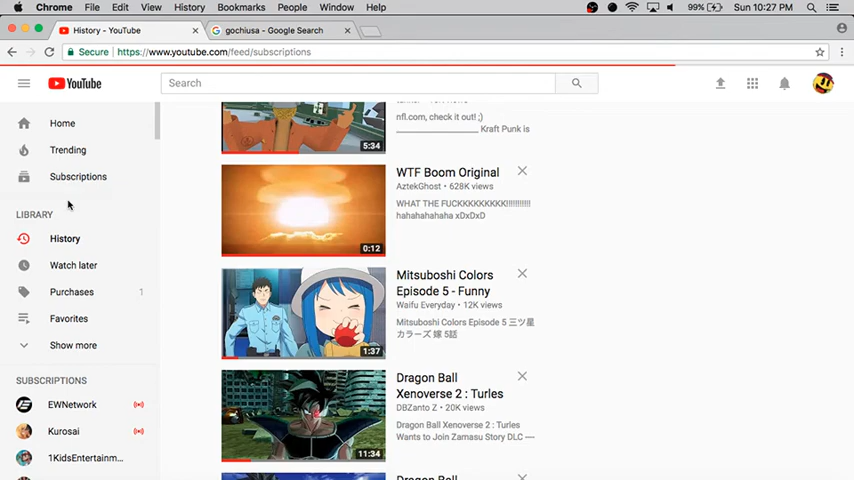 Chrome File Edit View History Bookmarks People Window Help 99% Sun 10:27 PM
History - YouTube gochiusa - Google Search
Secure https://www.youtube.com/feed/subscriptions
YouTube Search
Home
Trending
Subscriptions
LIBRARY
History
Watch later
Purchases 1
Favorites
Show more
SUBSCRIPTIONS
EWNetwork
Kurosai
1KidsEntertainm...
nfl.com, check it out! ;)
Kraft Punk is
5:34
WTF Boom Original
AztekGhost • 628K views
WHAT THE FUCKKKKKKKKK!!!!!!!!!!!
hahahahahaha xDxDxD
0:12
Mitsuboshi Colors
Episode 5 - Funny
Waifu Everyday • 12K views
Mitsuboshi Colors Episode 5 三ツ星
カラーズ 嫁 5話
1:37
Dragon Ball
Xenoverse 2 : Turles
DBZanto Z • 20K views
Dragon Ball Xenoverse 2 : Turles
Wants to Join Zamasu Story DLC ----
11:34
Dragon Ball